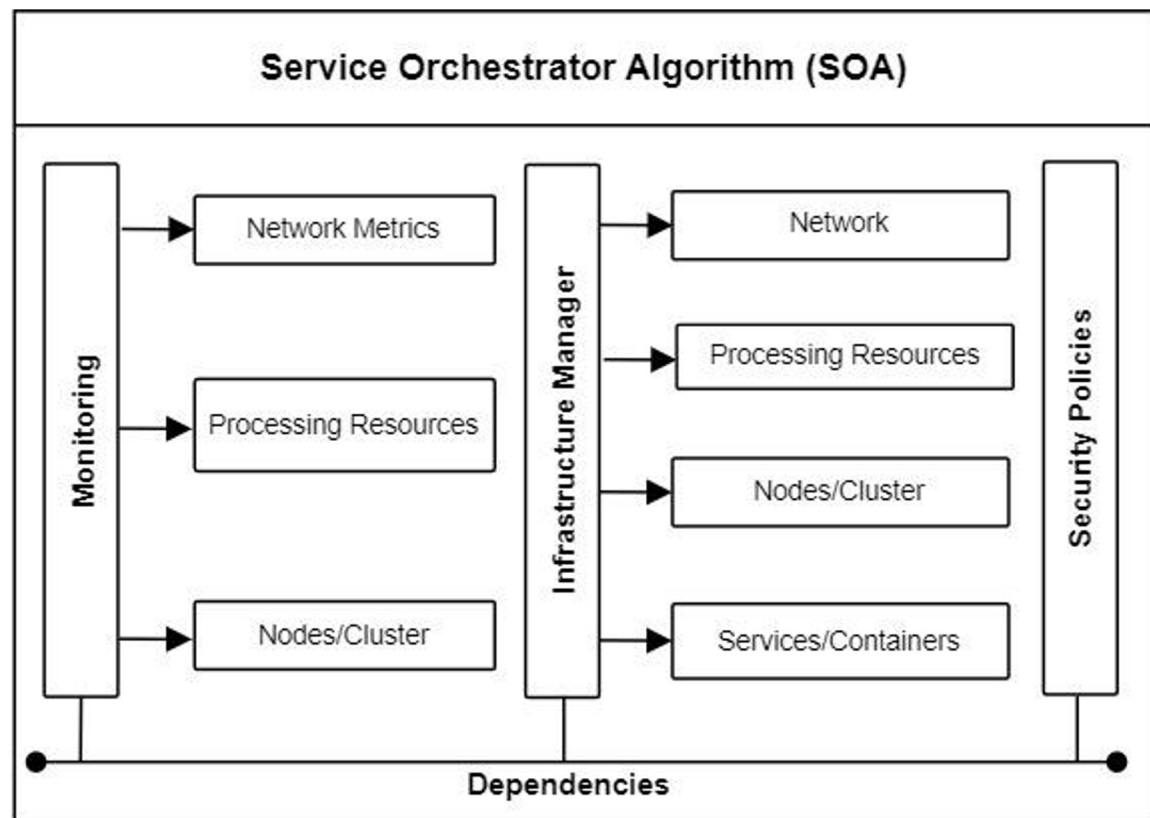 Service Orchestrator Algorithm (SOA)
Monitoring
Network Metrics
Processing Resources
Nodes/Cluster
Infrastructure Manager
Network
Processing Resources
Nodes/Cluster
Services/Containers
Security Policies
Dependencies